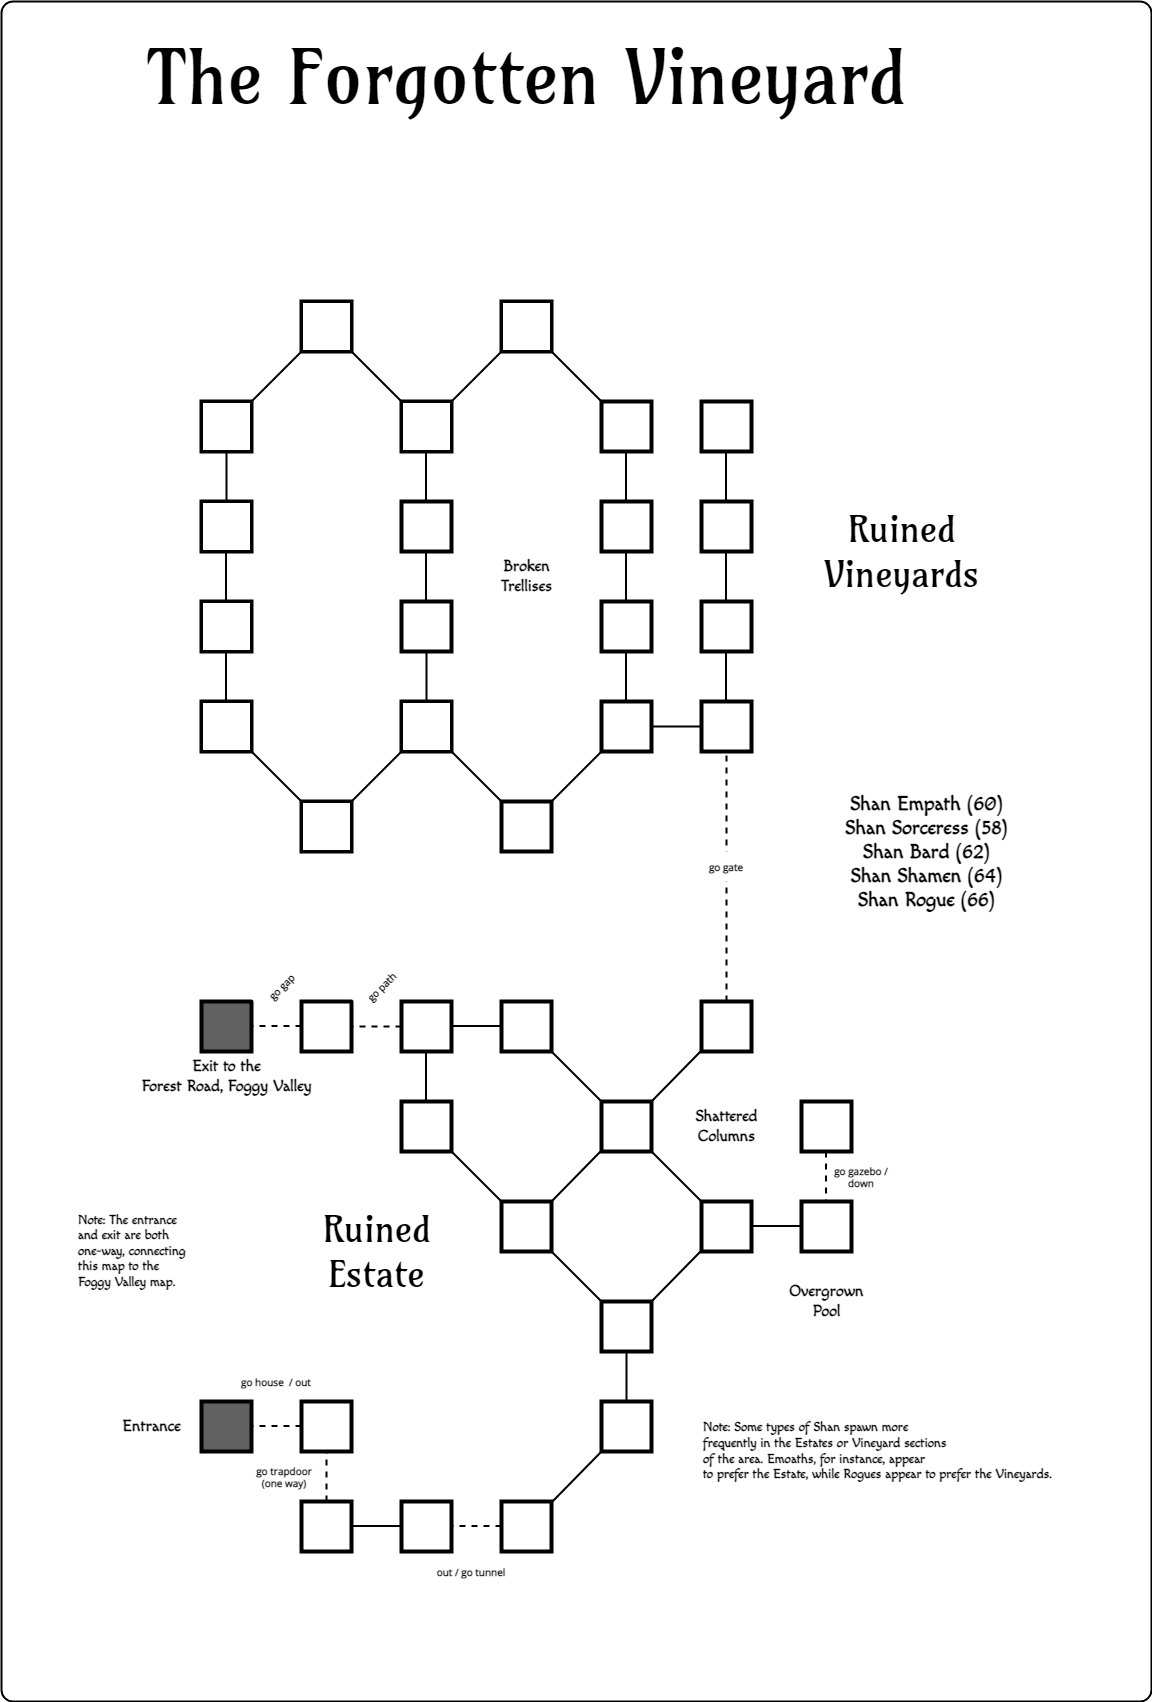 The Forgotten Vineyard
Ruined
Vineyards
Broken
Trellises
Shan Empath (60)
Shan Sorceress (58)
Shan Bard (62)
Shan Shamen (64)
Shan Rogue (66)
go gate
go gap
go path
Exit to the
Forest Road, Foggy Valley
Shattered
Columns
go gazebo /
down
Note: The entrance
and exit are both
one-way, connecting
this map to the
Foggy Valley map.
Ruined
Estate
Overgrown
Pool
go house / out
Entrance
Note: Some types of Shan spawn more
frequently in the Estates or Vineyard sections
of the area. Emoaths, for instance, appear
to prefer the Estate, while Rogues appear to prefer the Vineyards.
go trapdoor
(one way)
out / go tunnel